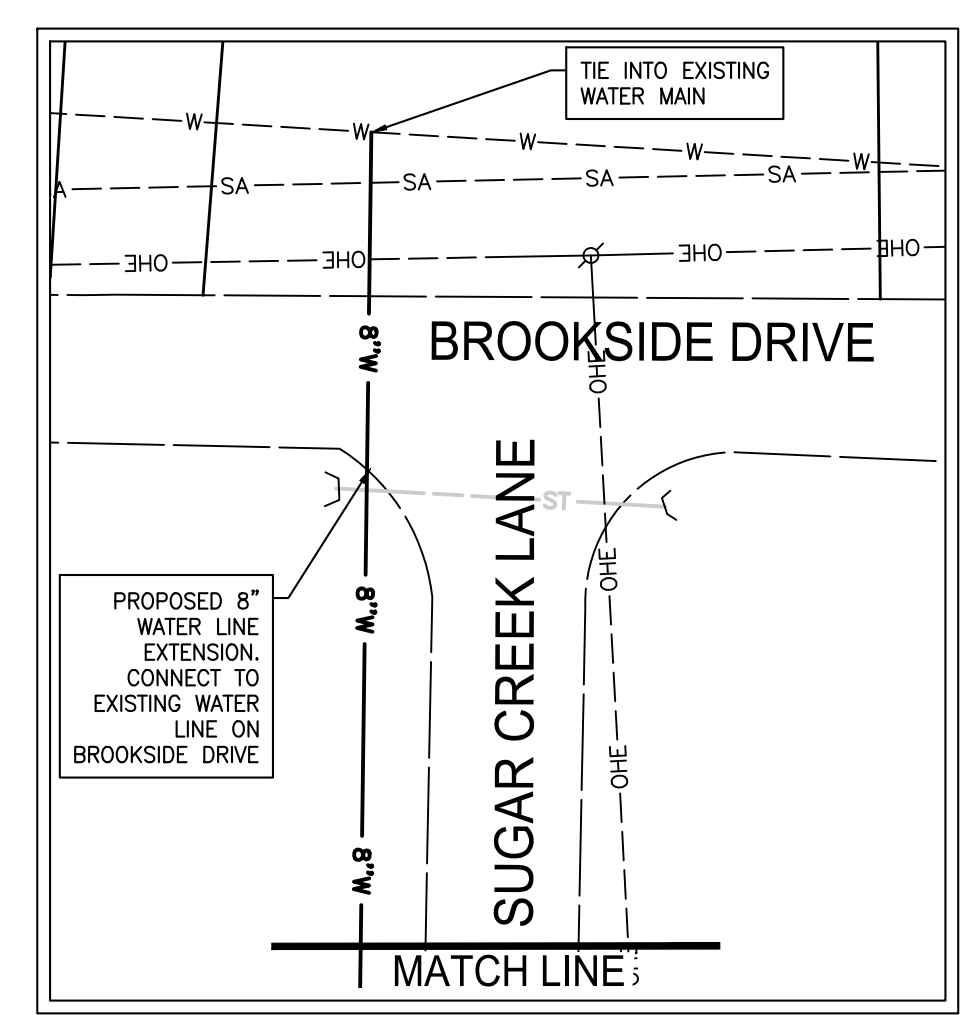 TIE INTO EXISTING
WATER MAIN
W W W W W
A SA SA SA SA
OHE OHE OHE OHE
8"W
BROOKSIDE DRIVE
OHE
SUGAR CREEK LANE
ST
OHE
8"W
PROPOSED 8"
WATER LINE
EXTENSION.
CONNECT TO
EXISTING WATER
LINE ON
BROOKSIDE DRIVE
OHE
8"W
MATCH LINE